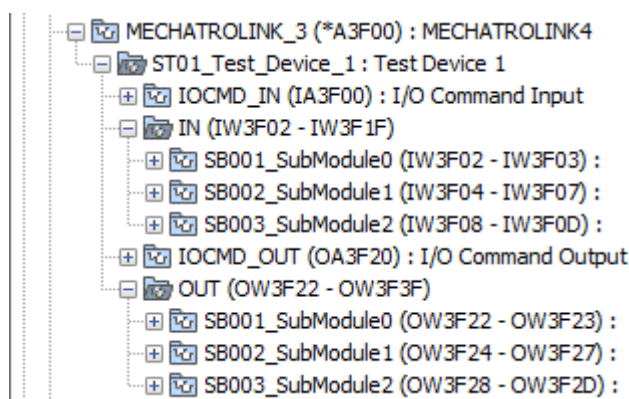 MECHATROLINK_3 (*A3F00) : MECHATROLINK4
ST01_Test_Device_1 : Test Device 1
IOCMD_IN (IA3F00) : I/O Command Input
IN (IW3F02 - IW3F1F)
SB001_SubModule0 (IW3F02 - IW3F03) :
SB002_SubModule1 (IW3F04 - IW3F07) :
SB003_SubModule2 (IW3F08 - IW3F0D) :
IOCMD_OUT (OA3F20) : I/O Command Output
OUT (OW3F22 - OW3F3F)
SB001_SubModule0 (OW3F22 - OW3F23) :
SB002_SubModule1 (OW3F24 - OW3F27) :
SB003_SubModule2 (OW3F28 - OW3F2D) :